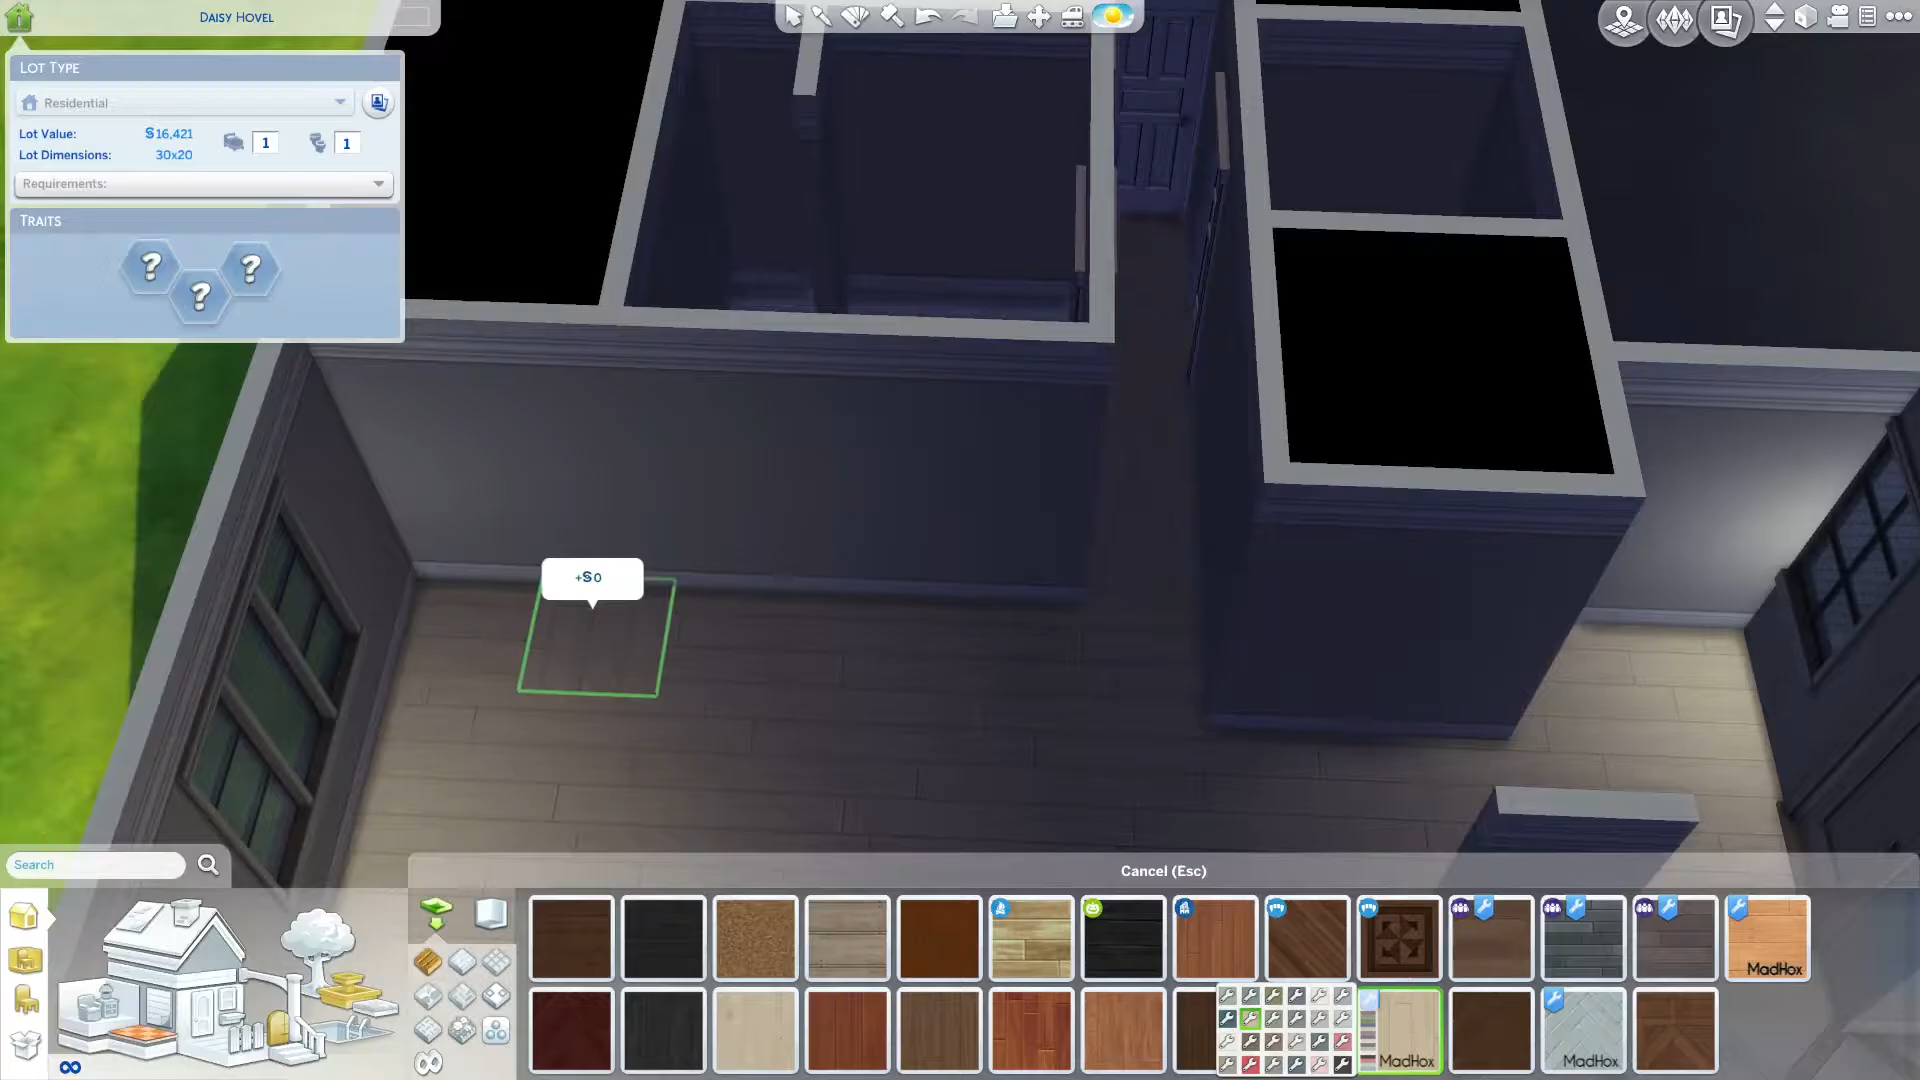 DAISY HOVEL
LOT TYPE
Residential
Lot Value: §16,421
1
1
Lot Dimensions: 30x20
Requirements:
TRAITS
? ? ?
+§0
Search
Cancel (Esc)
MadHox
MadHox
MadHox